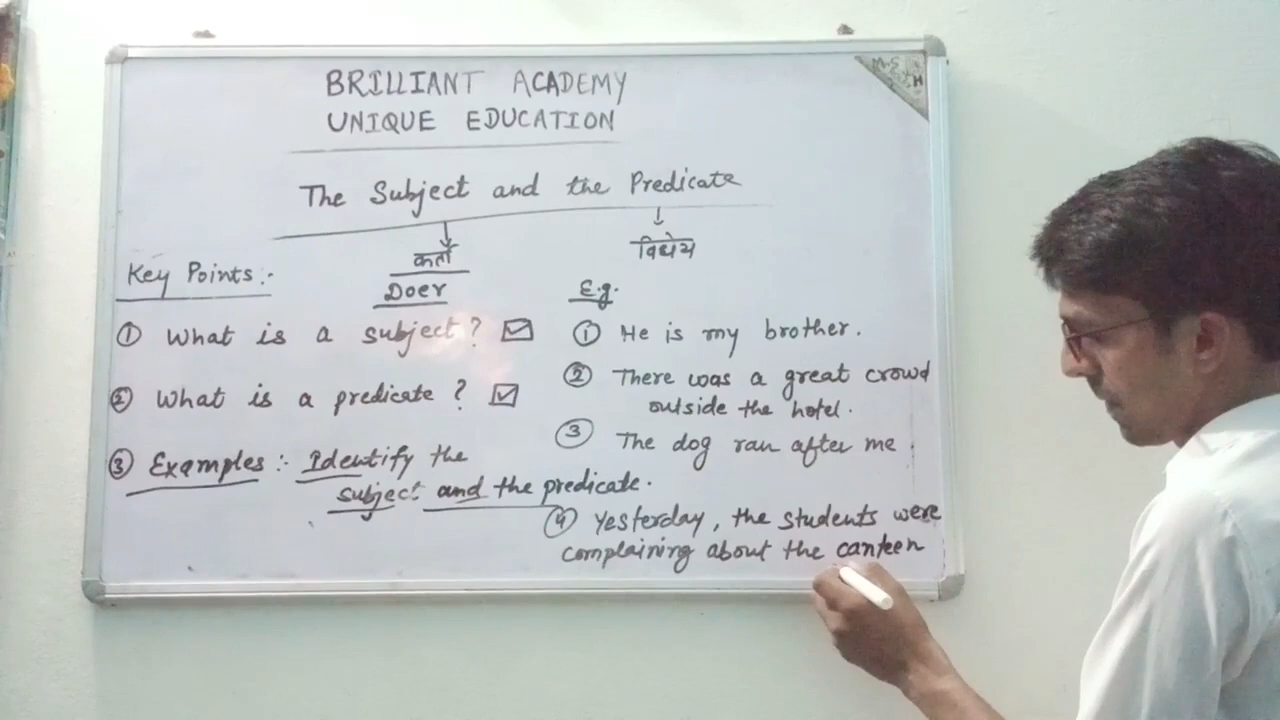 BRILLIANT ACADEMY
UNIQUE EDUCATION
The Subject and the Predicate
कर्ता
विधेय
Doer
Key Points :-
① What is a subject ?
② What is a predicate ?
③ Examples :- Identify the
subject and the predicate.
E.g.
① He is my brother.
② There was a great crowd
outside the hotel.
③ The dog ran after me
④ Yesterday, the students were
complaining about the canteen
M.S
H